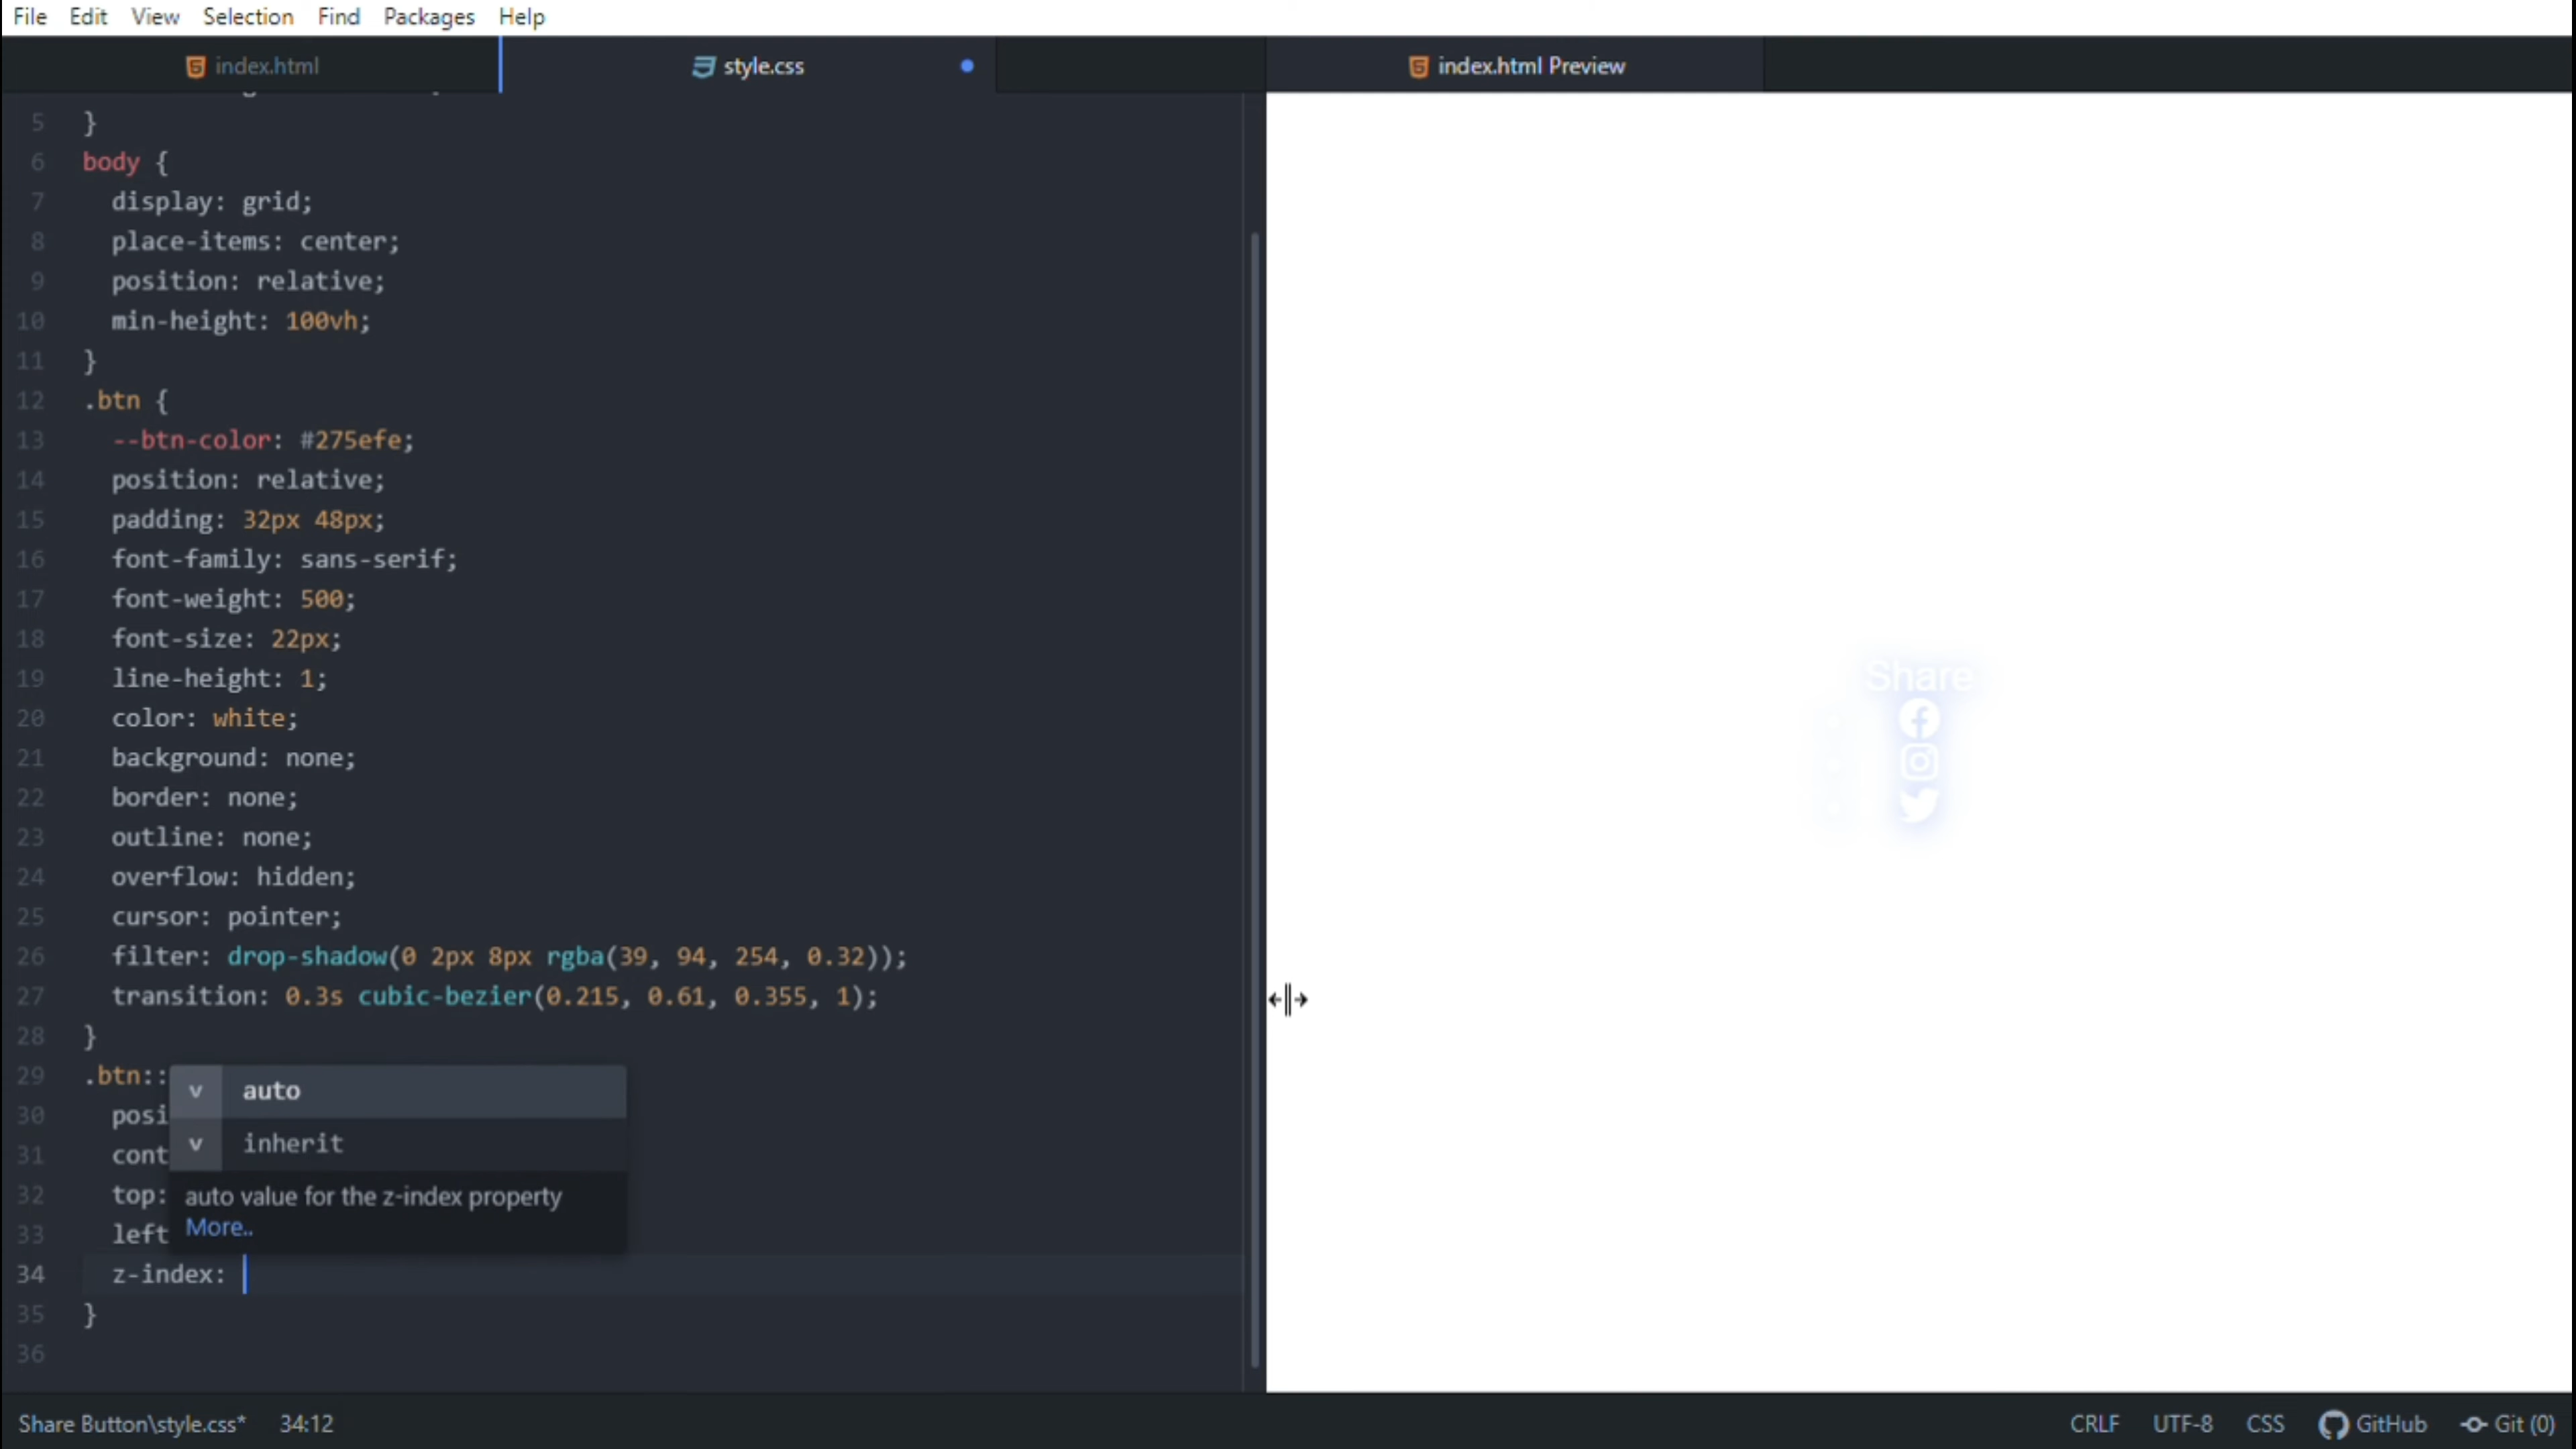 File Edit View Selection Find Packages Help
index.html style.css index.html Preview
5 }
6 body {
7 display: grid;
8 place-items: center;
9 position: relative;
10 min-height: 100vh;
11 }
12 .btn {
13 --btn-color: #275efe;
14 position: relative;
15 padding: 32px 48px;
16 font-family: sans-serif;
17 font-weight: 500;
18 font-size: 22px;
19 line-height: 1;
20 color: white;
21 background: none;
22 border: none;
23 outline: none;
24 overflow: hidden;
25 cursor: pointer;
26 filter: drop-shadow(0 2px 8px rgba(39, 94, 254, 0.32));
27 transition: 0.3s cubic-bezier(0.215, 0.61, 0.355, 1);
28 }
29 .btn::
30 posi
31 cont
32 top:
33 left
34 z-index:
35 }
36
v auto
v inherit
auto value for the z-index property
More..
Share
Share Button\style.css* 34:12 CRLF UTF-8 CSS GitHub Git (0)